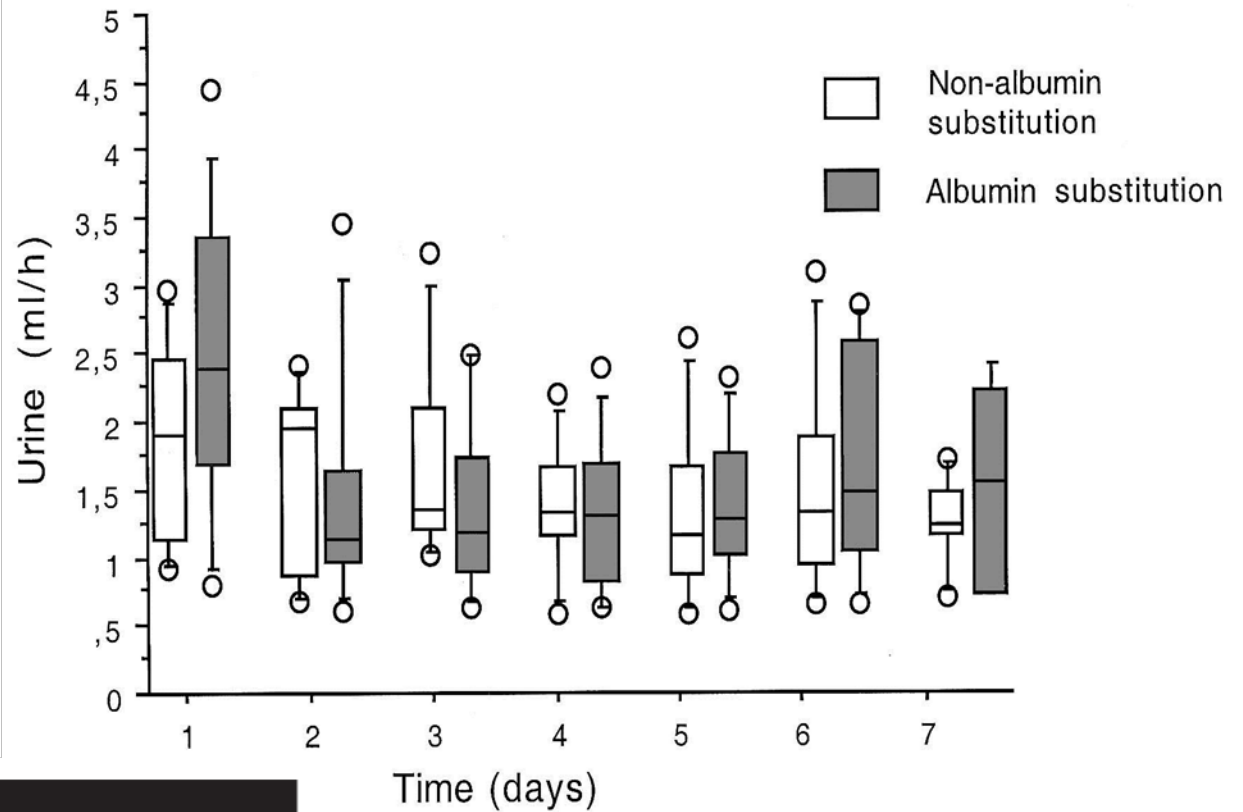 5
4,5
4
3,5
3
2,5
2
1,5
1
,5
0
Urine (ml/h)
Non-albumin
substitution
Albumin substitution
1 2 3 4 5 6 7
Time (days)